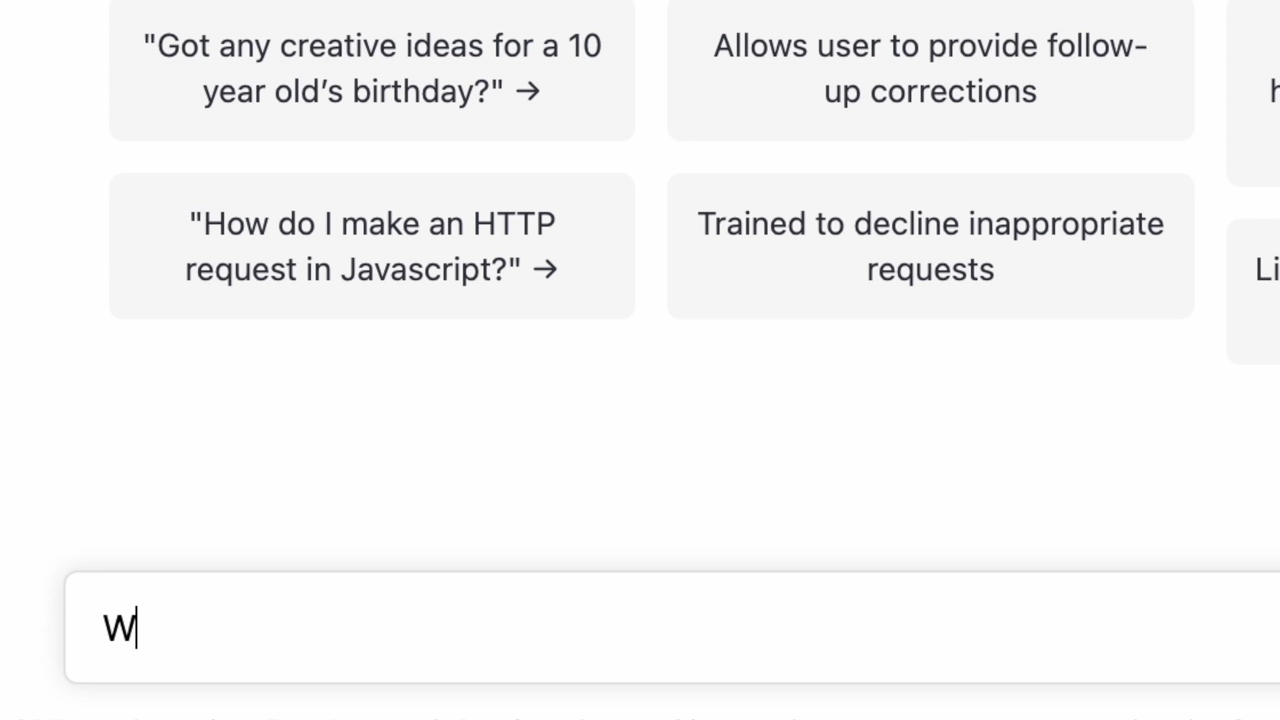 "Got any creative ideas for a 10
year old’s birthday?" →
Allows user to provide follow-
up corrections
"How do I make an HTTP
request in Javascript?" →
Trained to decline inappropriate
requests
W